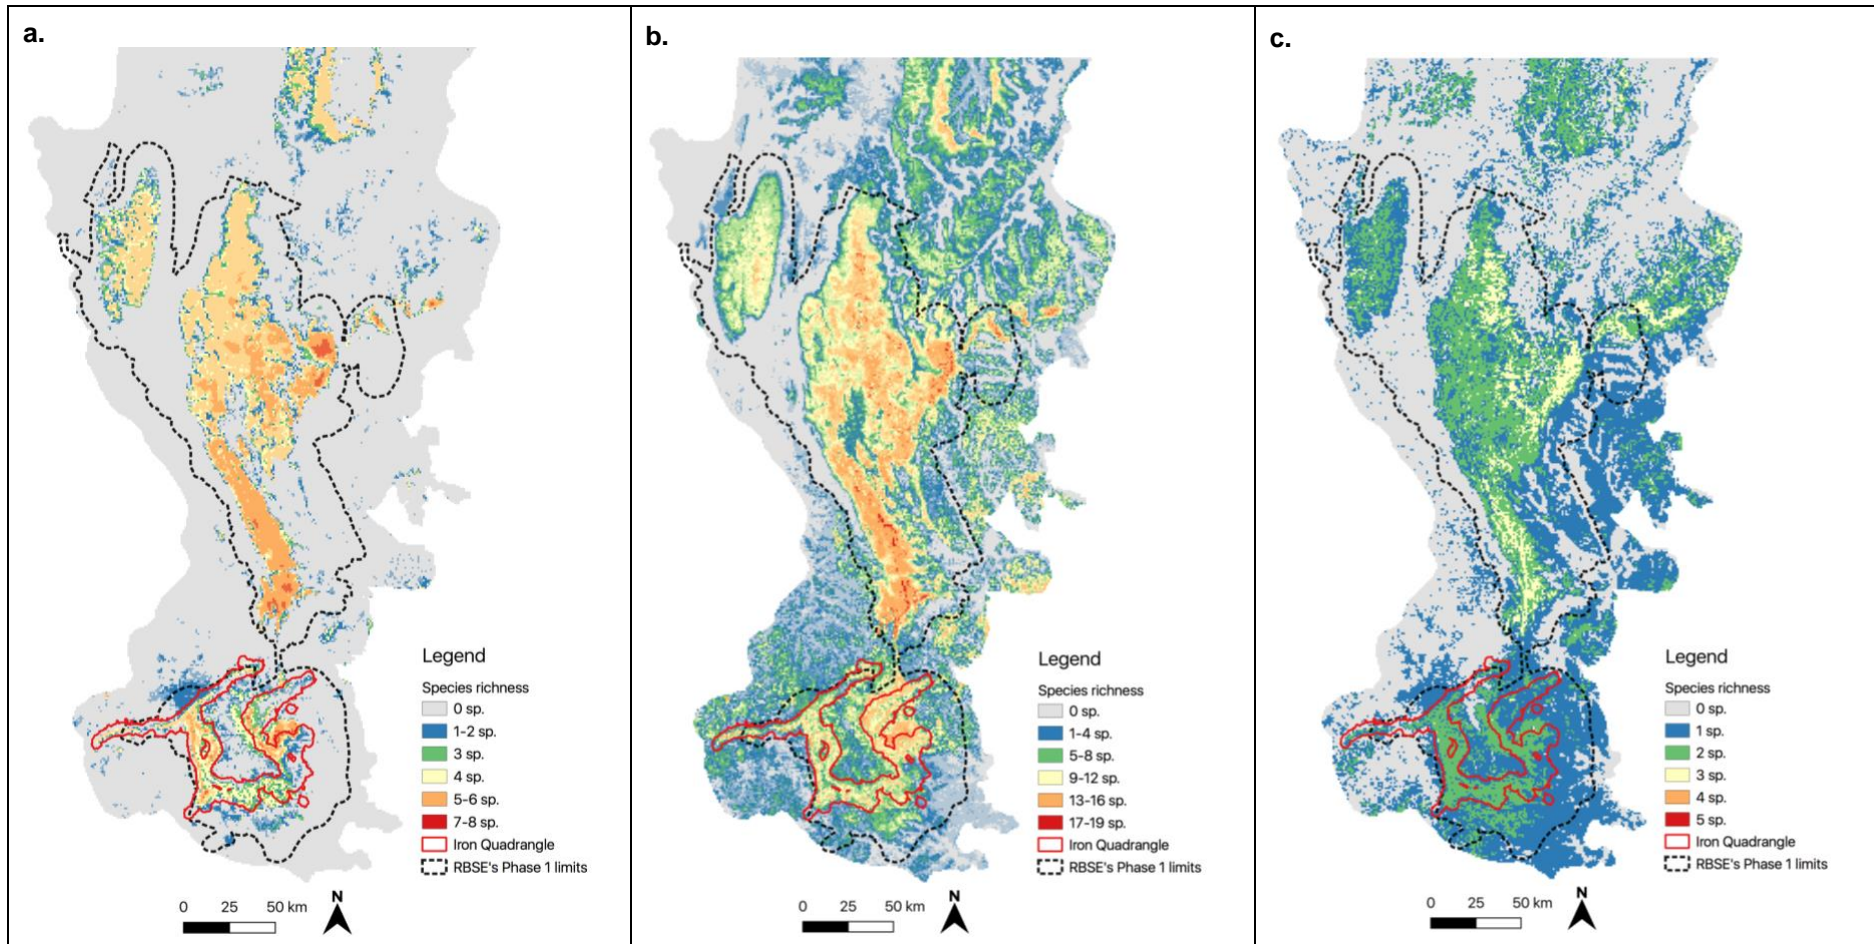 a.
Legend
Species richness
0 sp.
1-2 sp.
3 sp.
4 sp.
5-6 sp.
7-8 sp.
Iron Quadrangle
RBSE's Phase 1 limits
0 25 50 km
N
b.
Legend
Species richness
0 sp.
1-4 sp.
5-8 sp.
9-12 sp.
13-16 sp.
17-19 sp.
Iron Quadrangle
RBSE's Phase 1 limits
0 25 50 km
N
c.
Legend
Species richness
0 sp.
1 sp.
2 sp.
3 sp.
4 sp.
5 sp.
Iron Quadrangle
RBSE's Phase 1 limits
0 25 50 km
N